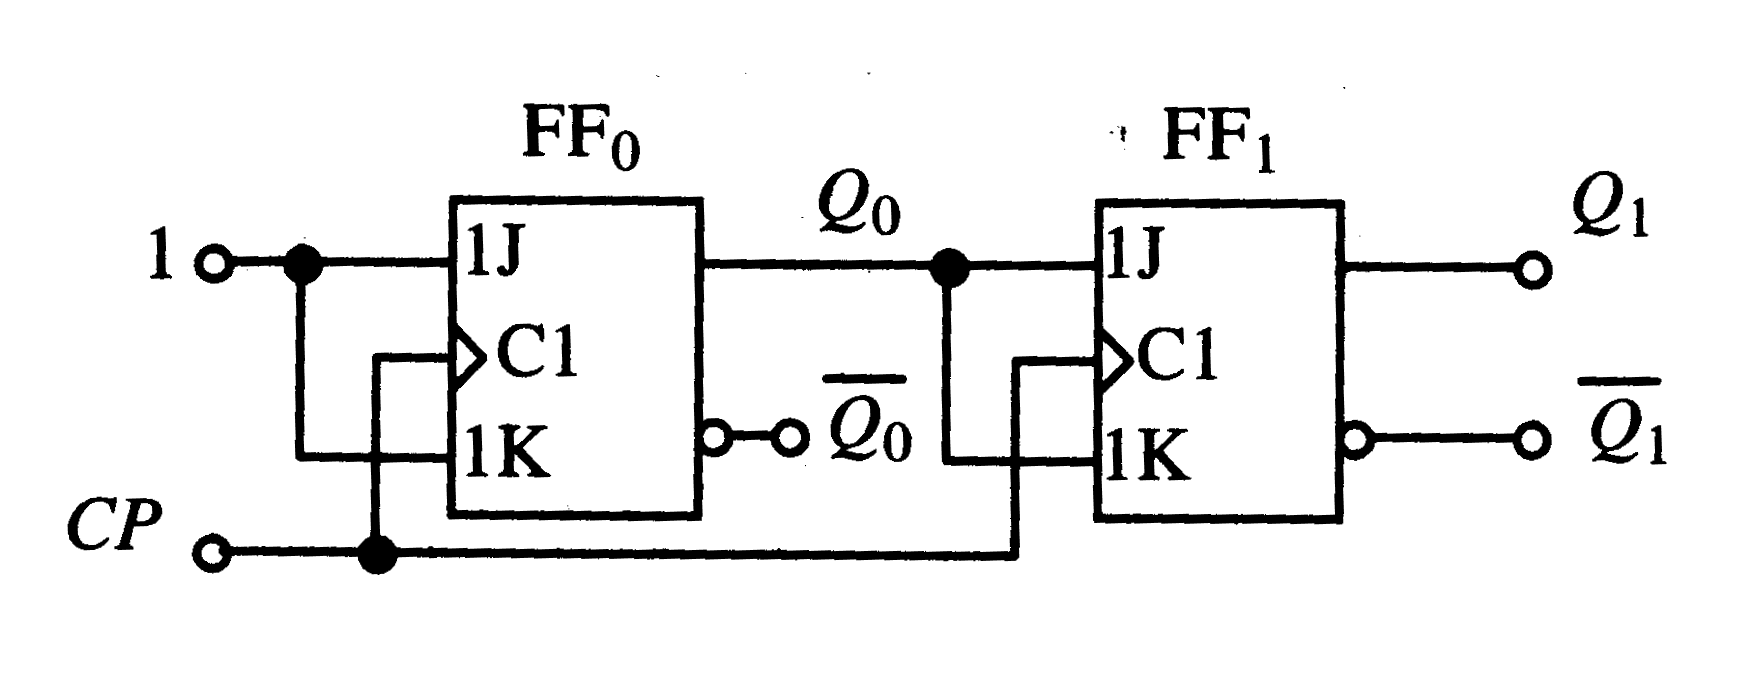 FF₀ FF₁
Q₀ Q₁
1 1J 1J
C1 C1
1K 1K
Q̅₀ Q̅₁
CP